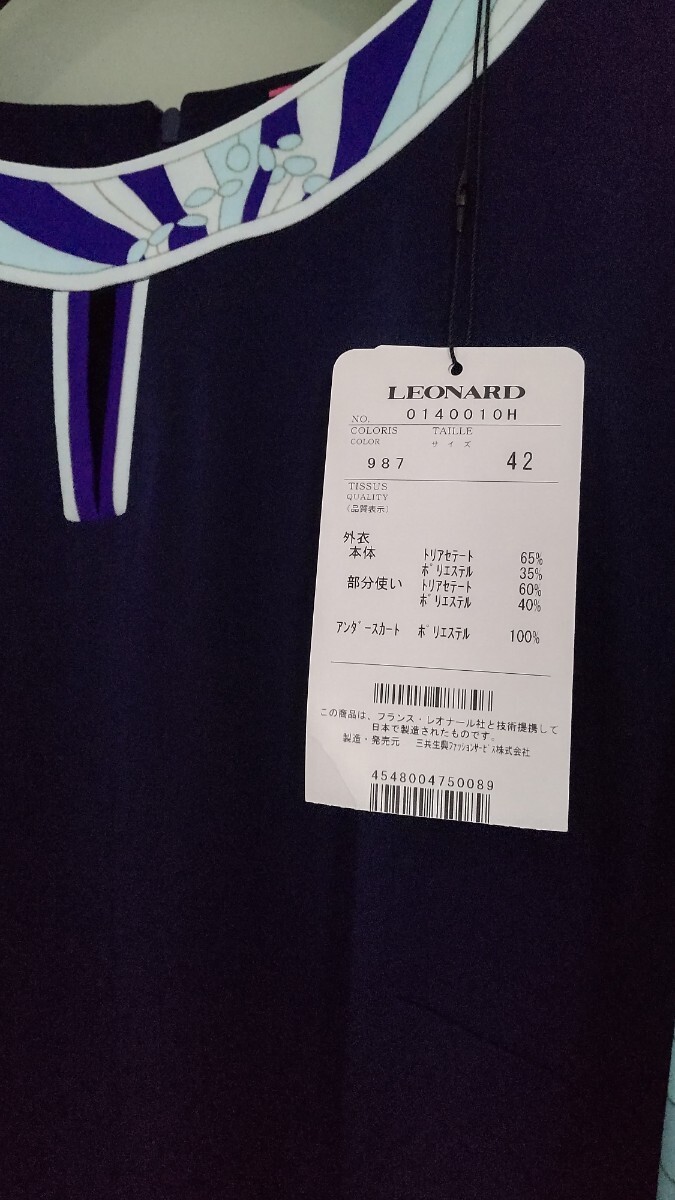 LEONARD
NO. 0140010H
COLORIS TAILLE
COLOR サイズ
987 42
TISSUS
QUALITY
(品質表示)
外衣
本体 トリアセテート 65%
ポリエステル 35%
部分使い トリアセテート 60%
ポリエステル 40%
アンダースカート ポリエステル 100%
この商品は、フランス・レオナール社と技術提携して
日本で製造されたものです。
製造・発売元 三共生興ファッションサービス株式会社
4548004750089